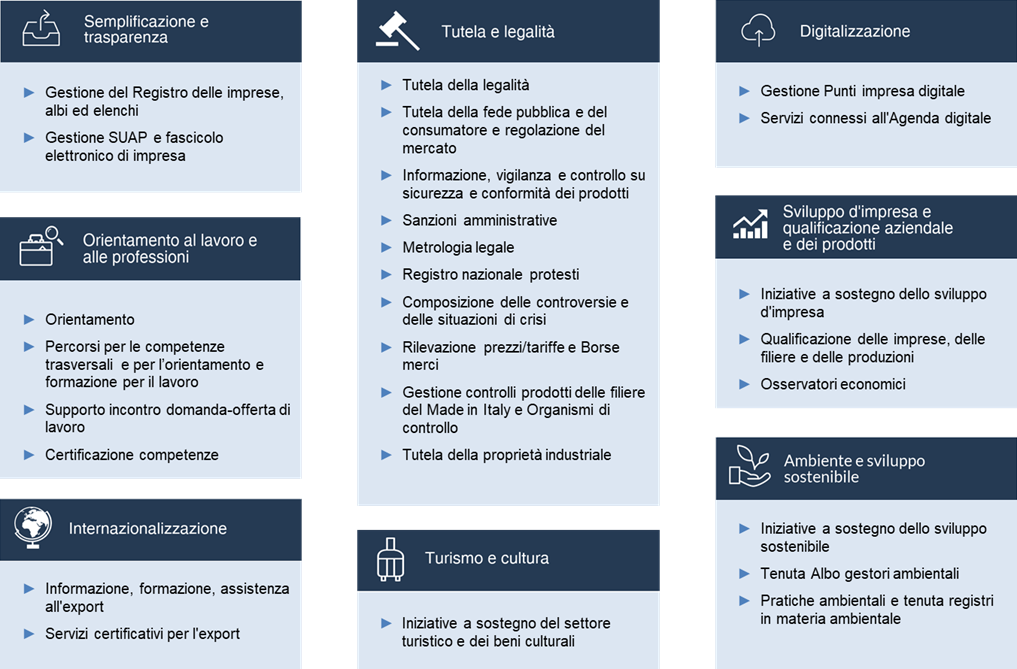 Semplificazione e
trasparenza
Gestione del Registro delle imprese,
albi ed elenchi
Gestione SUAP e fascicolo
elettronico di impresa
Orientamento al lavoro e
alle professioni
Orientamento
Percorsi per le competenze
trasversali e per l'orientamento e
formazione per il lavoro
Supporto incontro domanda-offerta di
lavoro
Certificazione competenze
Internazionalizzazione
Informazione, formazione, assistenza
all'export
Servizi certificativi per l'export
Tutela e legalità
Tutela della legalità
Tutela della fede pubblica e del
consumatore e regolazione del
mercato
Informazione, vigilanza e controllo su
sicurezza e conformità dei prodotti
Sanzioni amministrative
Metrologia legale
Registro nazionale protesti
Composizione delle controversie e
delle situazioni di crisi
Rilevazione prezzi/tariffe e Borse
merci
Gestione controlli prodotti delle filiere
del Made in Italy e Organismi di
controllo
Tutela della proprietà industriale
Turismo e cultura
Iniziative a sostegno del settore
turistico e dei beni culturali
Digitalizzazione
Gestione Punti impresa digitale
Servizi connessi all'Agenda digitale
Sviluppo d'impresa e
qualificazione aziendale
e dei prodotti
Iniziative a sostegno dello sviluppo
d'impresa
Qualificazione delle imprese, delle
filiere e delle produzioni
Osservatori economici
Ambiente e sviluppo
sostenibile
Iniziative a sostegno dello sviluppo
sostenibile
Tenuta Albo gestori ambientali
Pratiche ambientali e tenuta registri
in materia ambientale